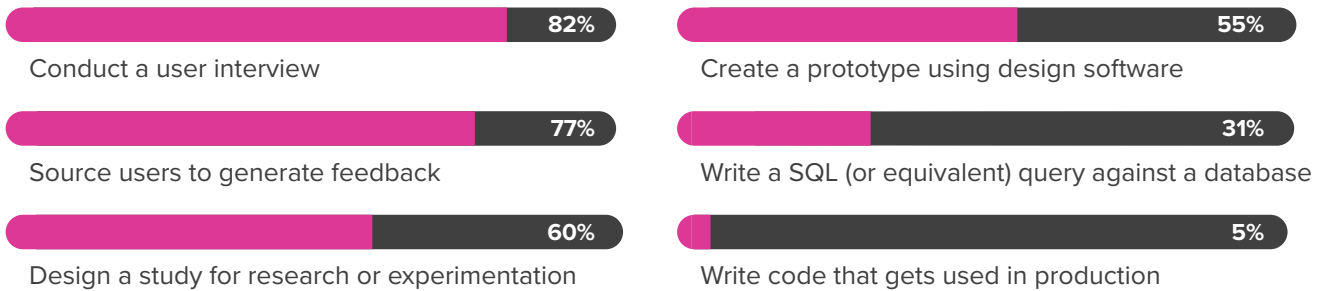 82%
Conduct a user interview
77%
Source users to generate feedback
60%
Design a study for research or experimentation
55%
Create a prototype using design software
31%
Write a SQL (or equivalent) query against a database
5%
Write code that gets used in production